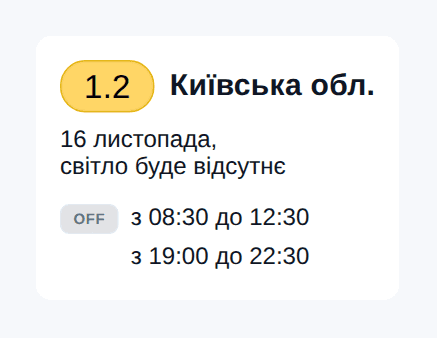 1.2 Київська обл.
16 листопада,
світло буде відсутнє
OFF з 08:30 до 12:30
з 19:00 до 22:30